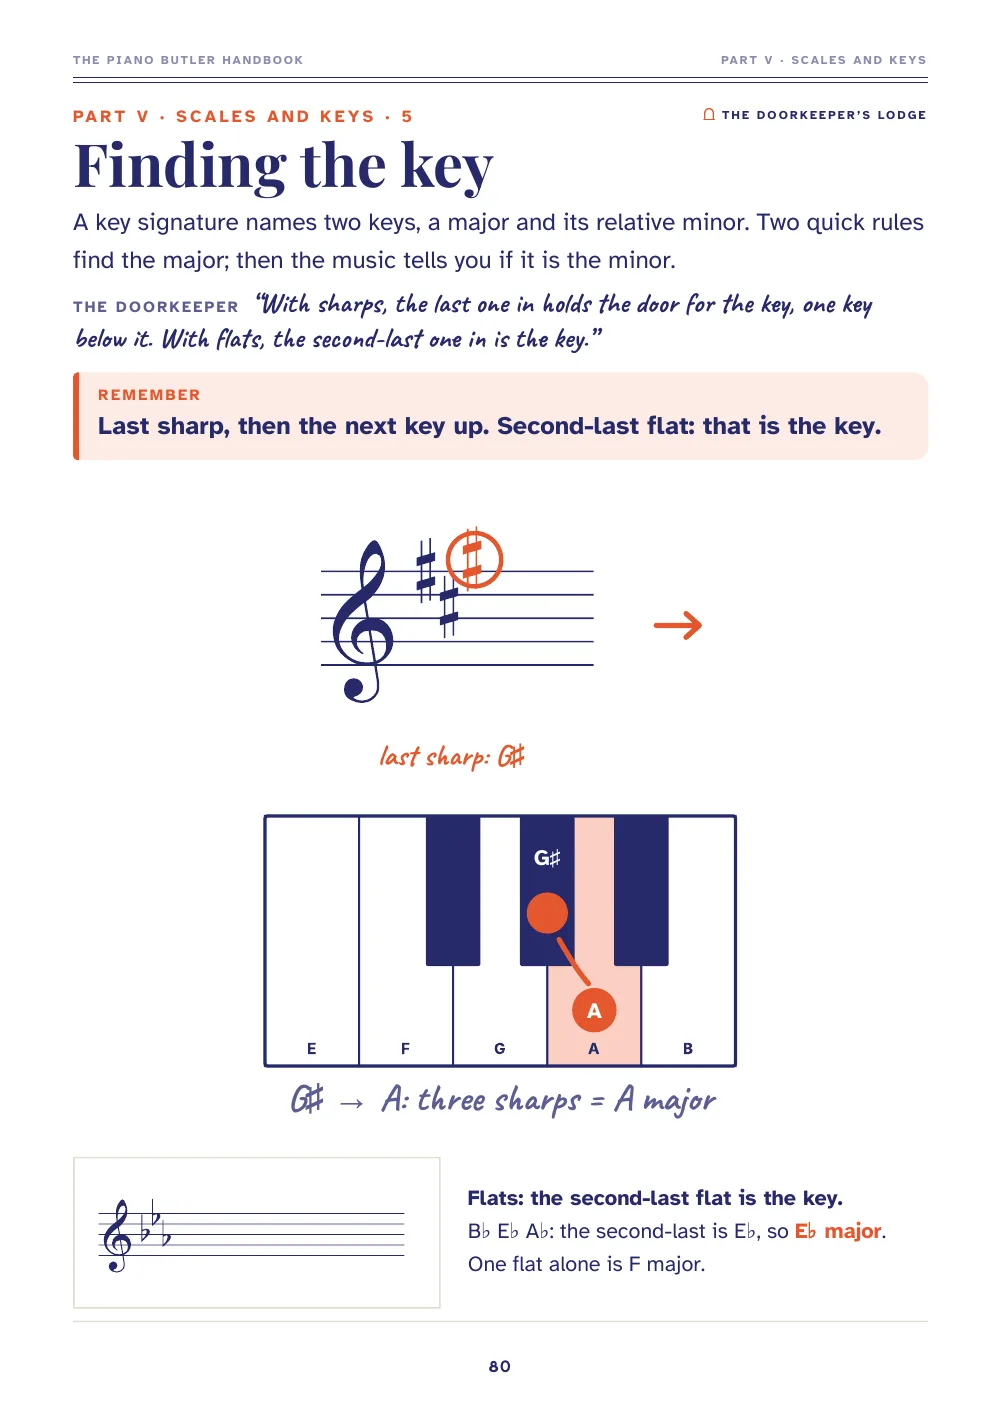 THE PIANO BUTLER HANDBOOK
PART V · SCALES AND KEYS
PART V · SCALES AND KEYS · 5
THE DOORKEEPER’S LODGE
Finding the key
A key signature names two keys, a major and its relative minor. Two quick rules
find the major; then the music tells you if it is the minor.
THE DOORKEEPER “With sharps, the last one in holds the door for the key, one key
below it. With flats, the second-last one in is the key.”
REMEMBER
Last sharp, then the next key up. Second-last flat: that is the key.
last sharp: G♯
G♯
A
E F G A B
G♯ → A: three sharps = A major
Flats: the second-last flat is the key.
B♭ E♭ A♭: the second-last is E♭, so E♭ major.
One flat alone is F major.
80